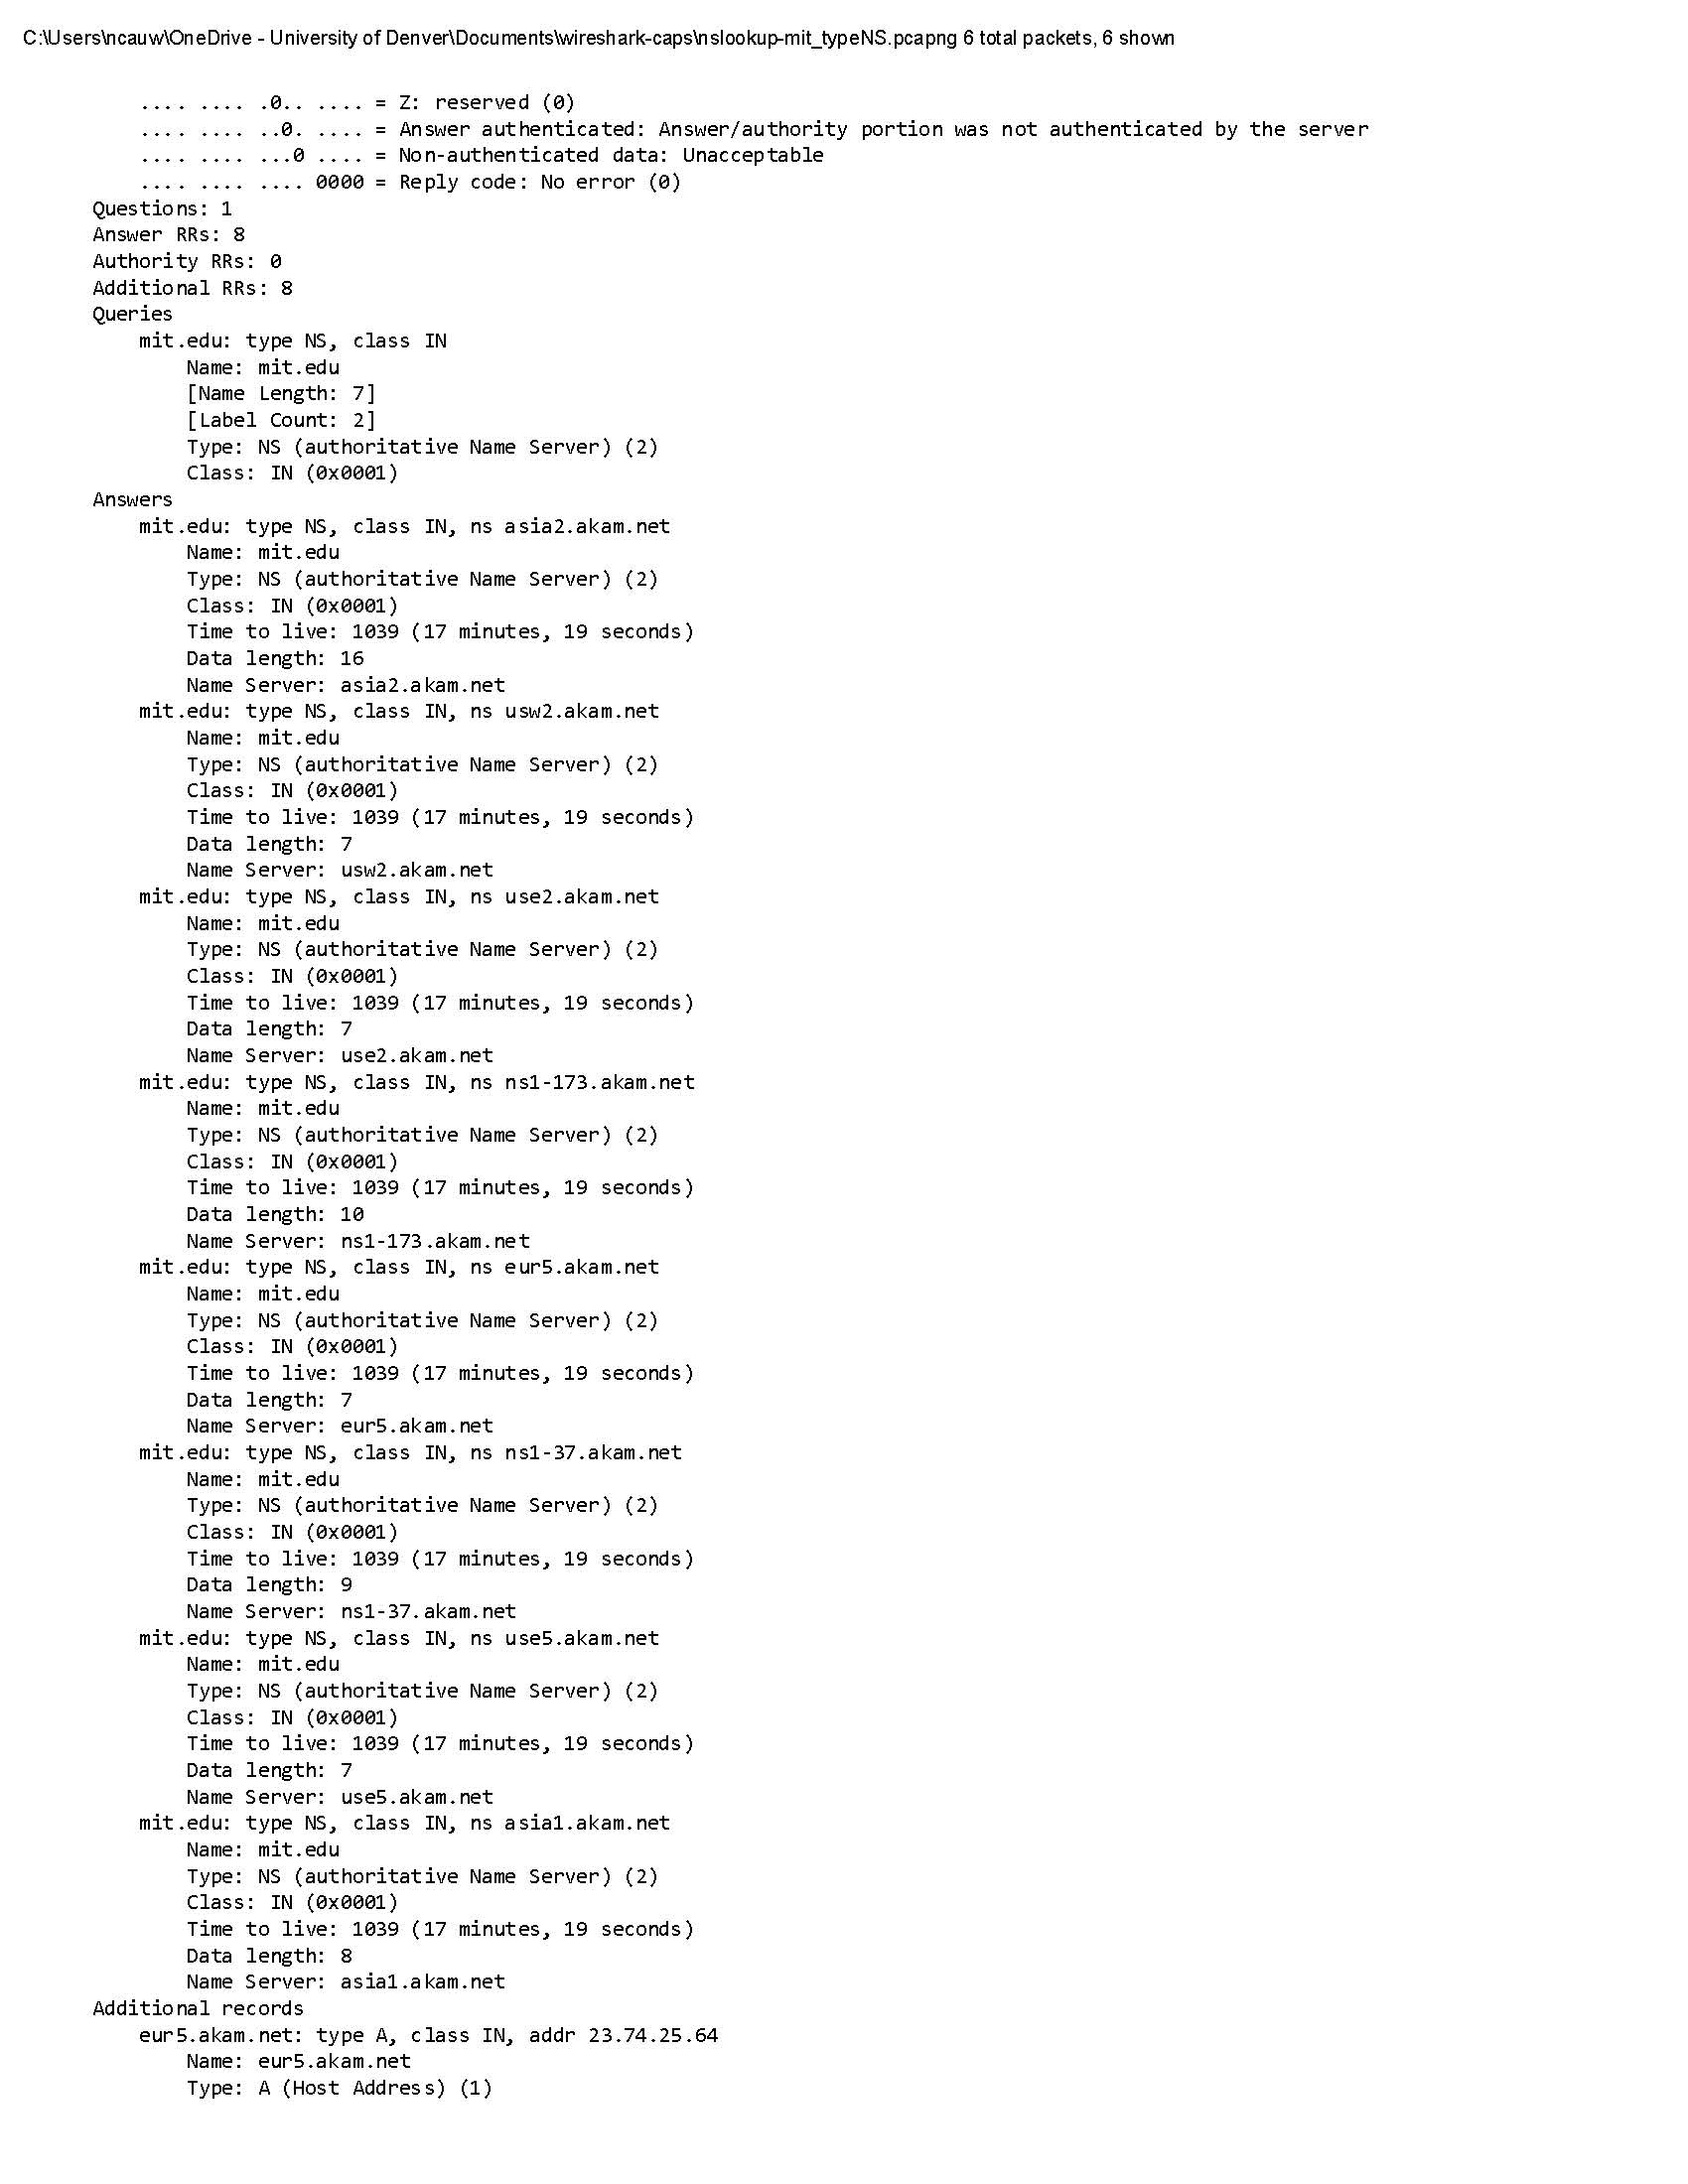 C:\Users\ncauw\OneDrive - University of Denver\Documents\wireshark-caps\nslookup-mit_typeNS.pcapng 6 total packets, 6 shown
.... .... .0.. .... = Z: reserved (0)
.... .... ..0. .... = Answer authenticated: Answer/authority portion was not authenticated by the server
.... .... ...0 .... = Non-authenticated data: Unacceptable
.... .... .... 0000 = Reply code: No error (0)
Questions: 1
Answer RRs: 8
Authority RRs: 0
Additional RRs: 8
Queries
mit.edu: type NS, class IN
Name: mit.edu
[Name Length: 7]
[Label Count: 2]
Type: NS (authoritative Name Server) (2)
Class: IN (0x0001)
Answers
mit.edu: type NS, class IN, ns asia2.akam.net
Name: mit.edu
Type: NS (authoritative Name Server) (2)
Class: IN (0x0001)
Time to live: 1039 (17 minutes, 19 seconds)
Data length: 16
Name Server: asia2.akam.net
mit.edu: type NS, class IN, ns usw2.akam.net
Name: mit.edu
Type: NS (authoritative Name Server) (2)
Class: IN (0x0001)
Time to live: 1039 (17 minutes, 19 seconds)
Data length: 7
Name Server: usw2.akam.net
mit.edu: type NS, class IN, ns use2.akam.net
Name: mit.edu
Type: NS (authoritative Name Server) (2)
Class: IN (0x0001)
Time to live: 1039 (17 minutes, 19 seconds)
Data length: 7
Name Server: use2.akam.net
mit.edu: type NS, class IN, ns ns1-173.akam.net
Name: mit.edu
Type: NS (authoritative Name Server) (2)
Class: IN (0x0001)
Time to live: 1039 (17 minutes, 19 seconds)
Data length: 10
Name Server: ns1-173.akam.net
mit.edu: type NS, class IN, ns eur5.akam.net
Name: mit.edu
Type: NS (authoritative Name Server) (2)
Class: IN (0x0001)
Time to live: 1039 (17 minutes, 19 seconds)
Data length: 7
Name Server: eur5.akam.net
mit.edu: type NS, class IN, ns ns1-37.akam.net
Name: mit.edu
Type: NS (authoritative Name Server) (2)
Class: IN (0x0001)
Time to live: 1039 (17 minutes, 19 seconds)
Data length: 9
Name Server: ns1-37.akam.net
mit.edu: type NS, class IN, ns use5.akam.net
Name: mit.edu
Type: NS (authoritative Name Server) (2)
Class: IN (0x0001)
Time to live: 1039 (17 minutes, 19 seconds)
Data length: 7
Name Server: use5.akam.net
mit.edu: type NS, class IN, ns asia1.akam.net
Name: mit.edu
Type: NS (authoritative Name Server) (2)
Class: IN (0x0001)
Time to live: 1039 (17 minutes, 19 seconds)
Data length: 8
Name Server: asia1.akam.net
Additional records
eur5.akam.net: type A, class IN, addr 23.74.25.64
Name: eur5.akam.net
Type: A (Host Address) (1)